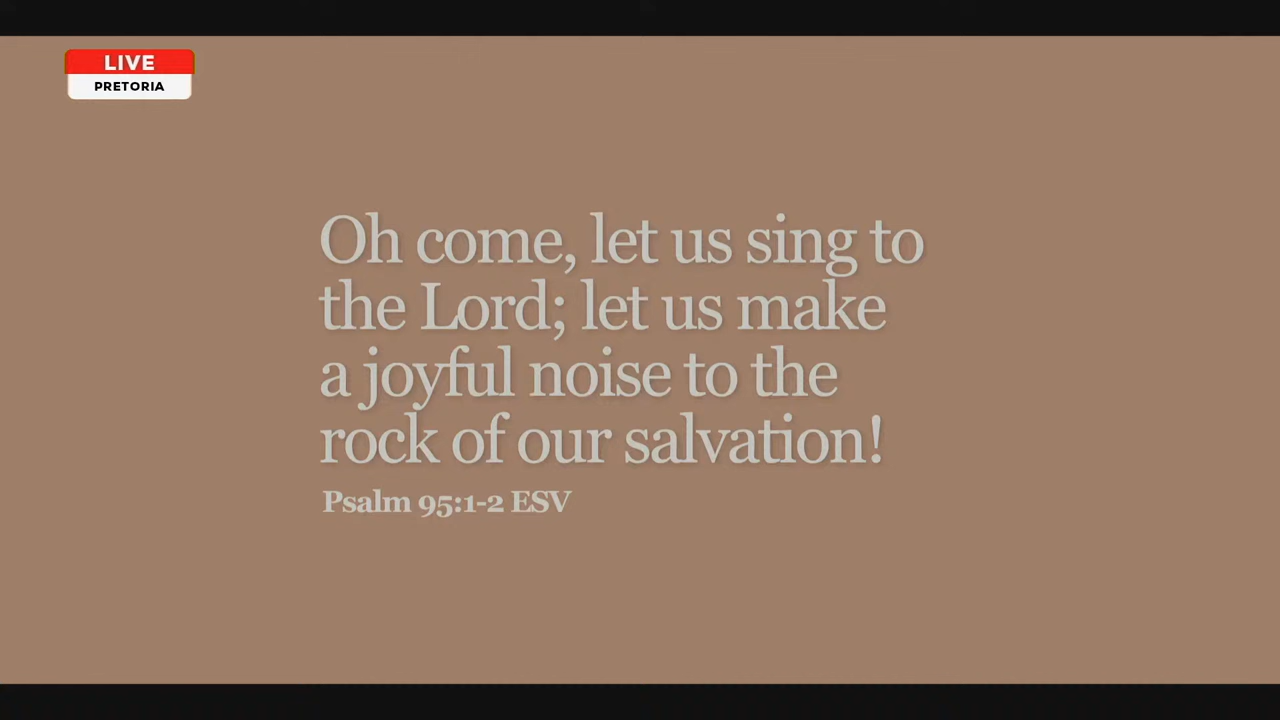 LIVE
PRETORIA
Oh come, let us sing to
the Lord; let us make
a joyful noise to the
rock of our salvation!
Psalm 95:1-2 ESV